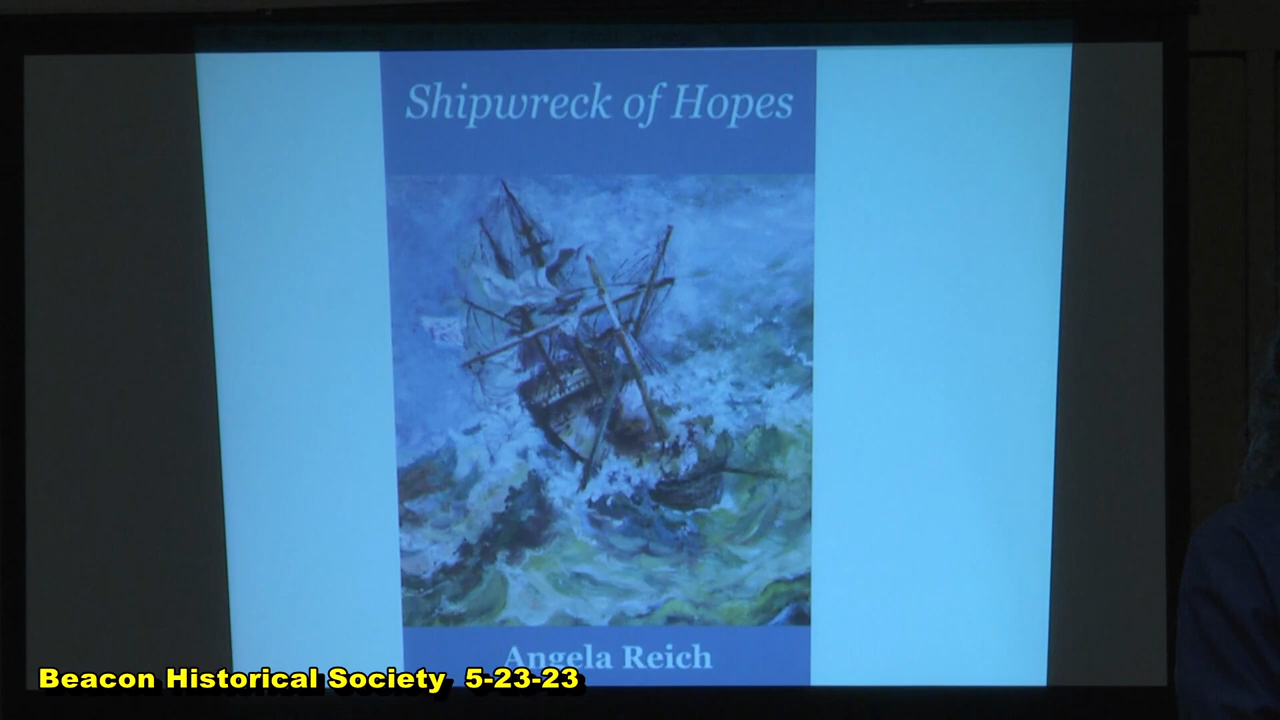 Shipwreck of Hopes
Angela Reich
Beacon Historical Society 5-23-23